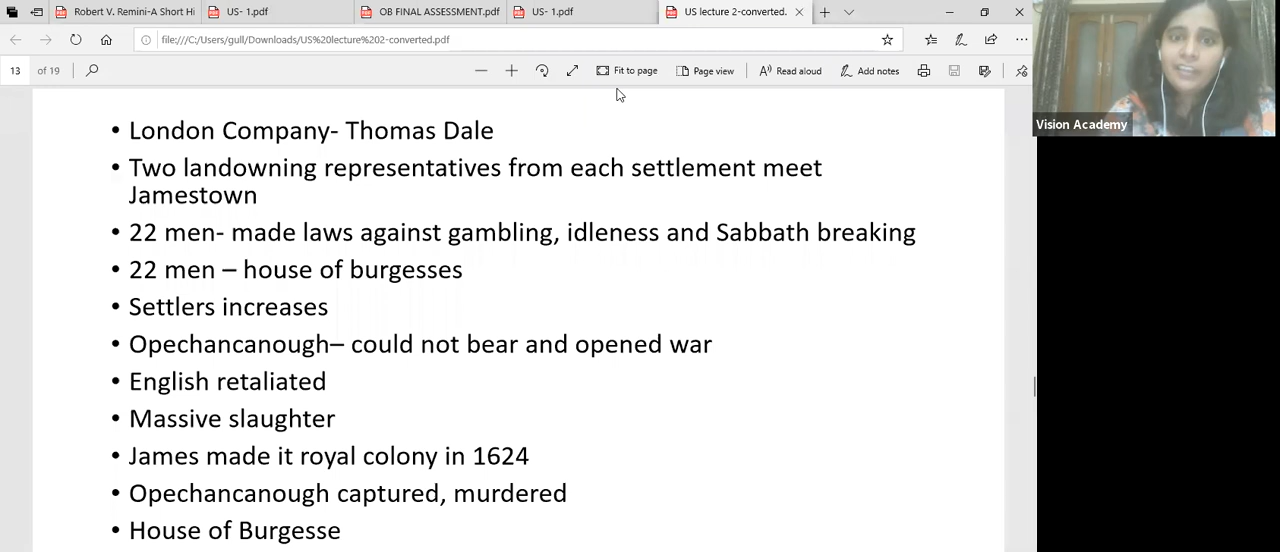 Robert V. Remini-A Short Hi
US- 1.pdf
OB FINAL ASSESSMENT.pdf
US- 1.pdf
US lecture 2-converted.
file:///C:/Users/gull/Downloads/US%20lecture%202-converted.pdf
13 of 19
Fit to page
Page view
Read aloud
Add notes
Vision Academy
• London Company- Thomas Dale
• Two landowning representatives from each settlement meet
Jamestown
• 22 men- made laws against gambling, idleness and Sabbath breaking
• 22 men – house of burgesses
• Settlers increases
• Opechancanough– could not bear and opened war
• English retaliated
• Massive slaughter
• James made it royal colony in 1624
• Opechancanough captured, murdered
• House of Burgesse